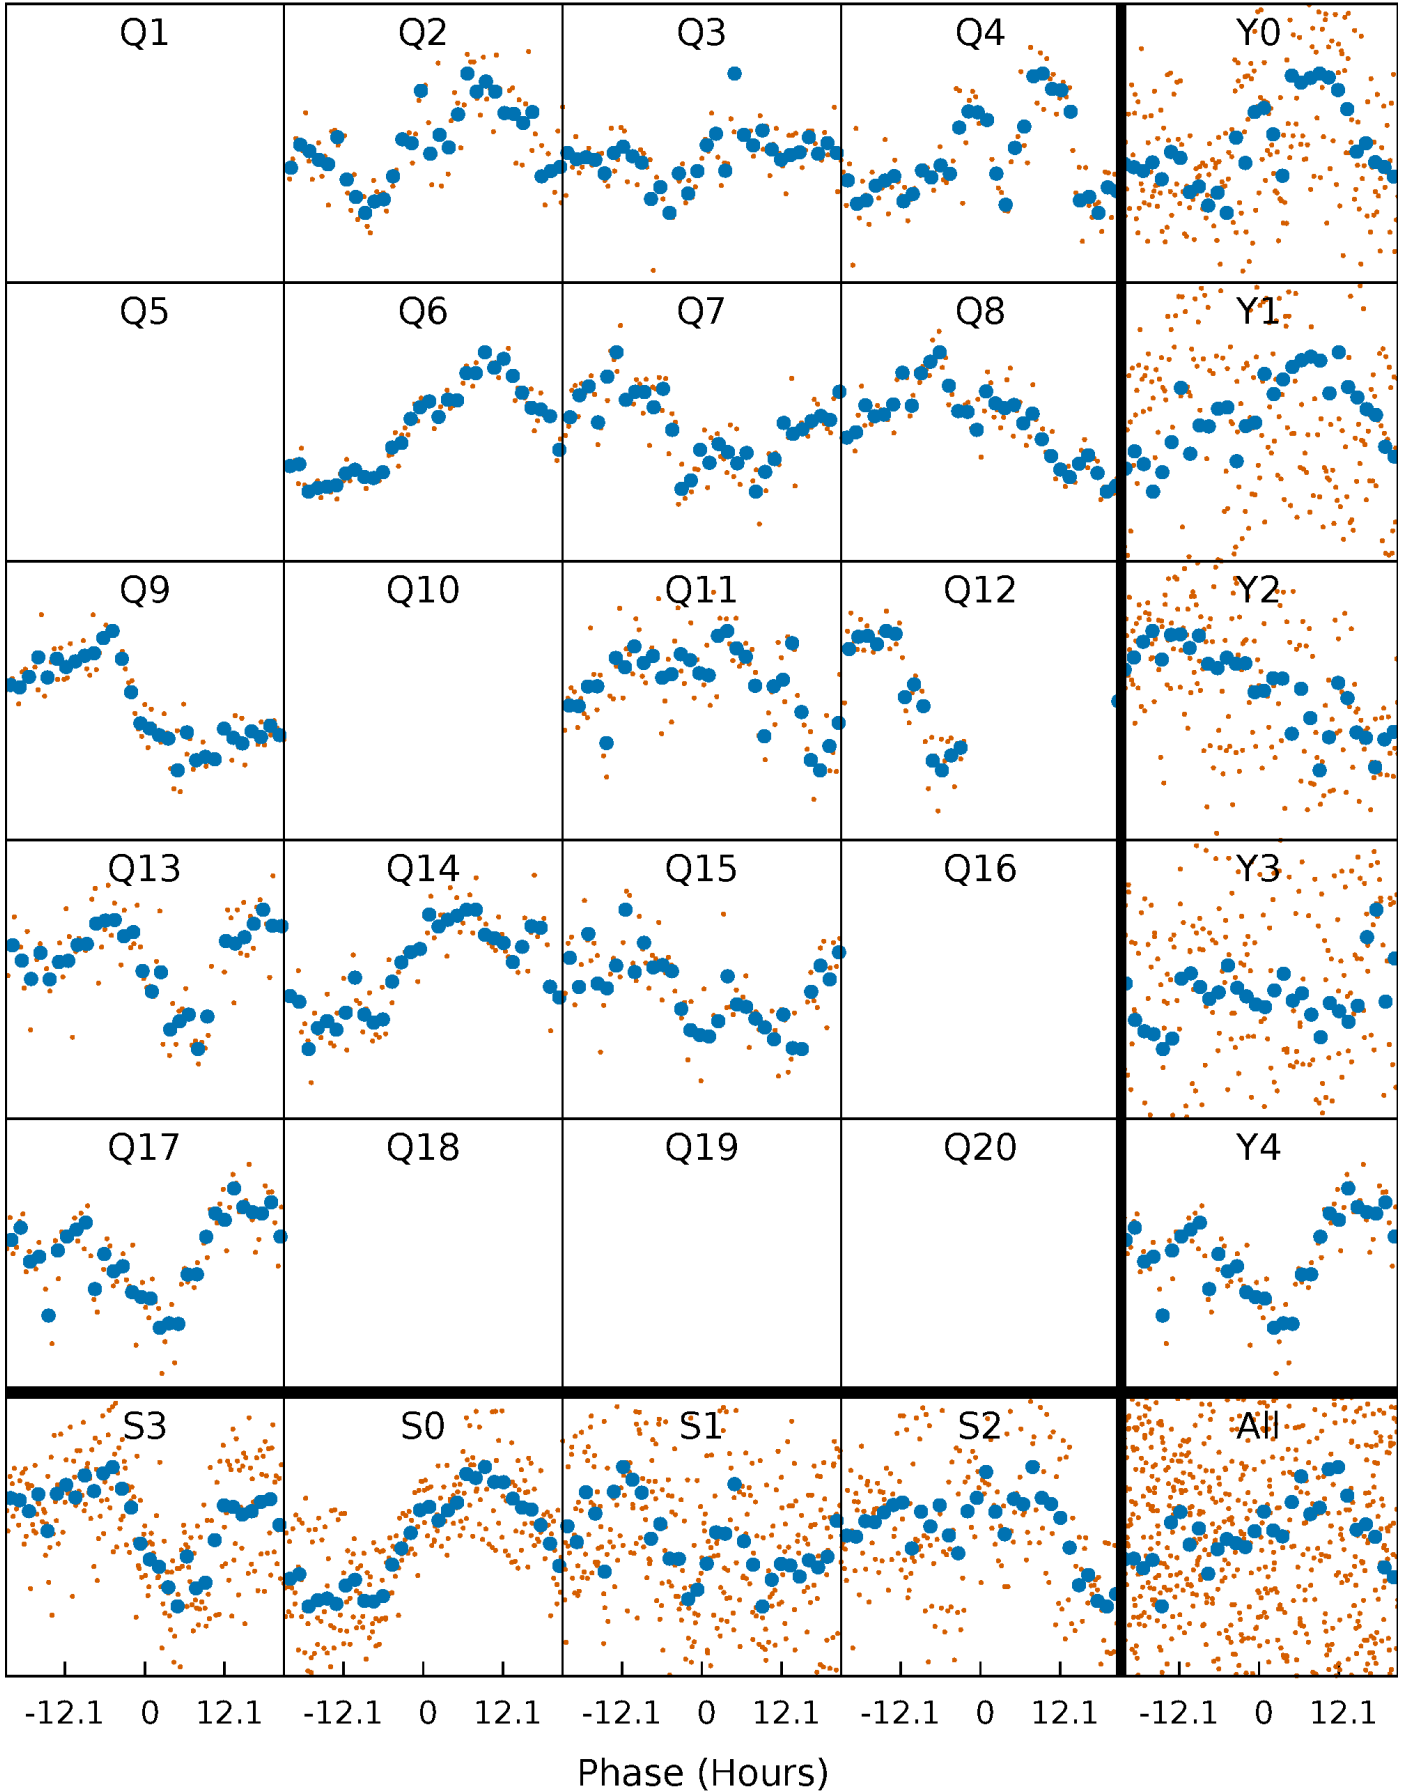 Q1 Q2 Q3 Q4 Y0
Q5 Q6 Q7 Q8 Y1
Q9 Q10 Q11 Q12 Y2
Q13 Q14 Q15 Q16 Y3
Q17 Q18 Q19 Q20 Y4
S3 S0 S1 S2 All
-12.1 0 12.1 -12.1 0 12.1 -12.1 0 12.1 -12.1 0 12.1 -12.1 0 12.1
Phase (Hours)